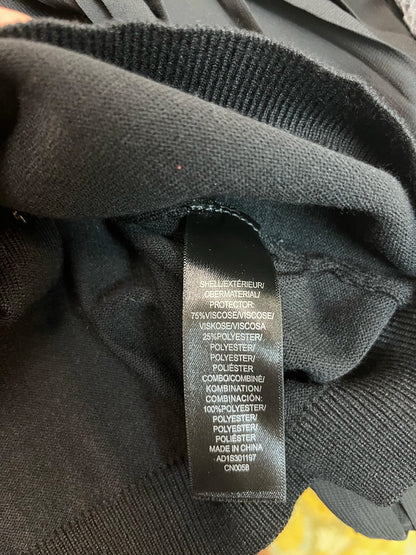 SHELL/EXTÉRIEUR/
OBERMATERIAL/
PROTECTOR:
75%VISCOSE/VISCOSE/
VISKOSE/VISCOSA
25%POLYESTER/
POLYESTER/
POLYESTER/
POLIÉSTER
COMBO/COMBINÉ/
KOMBINATION/
COMBINACIÓN:
100%POLYESTER/
POLYESTER/
POLYESTER/
POLIÉSTER
MADE IN CHINA
AD1S301197
CN0058